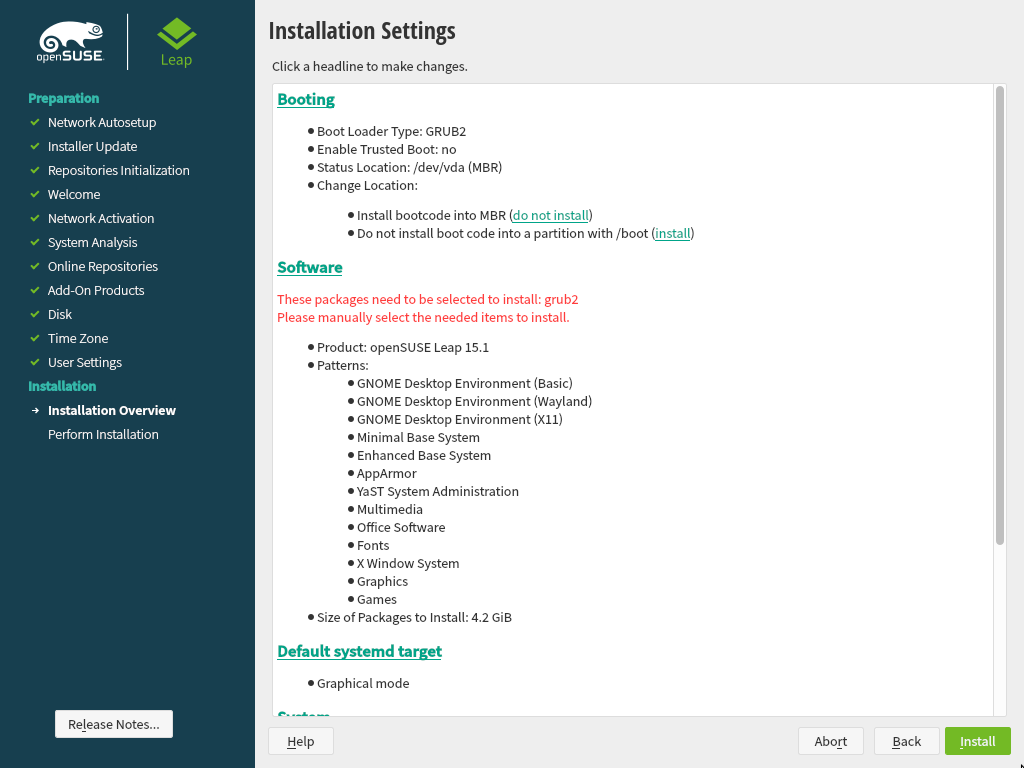 openSUSE
Leap
Preparation
Network Autosetup
Installer Update
Repositories Initialization
Welcome
Network Activation
System Analysis
Online Repositories
Add-On Products
Disk
Time Zone
User Settings
Installation
Installation Overview
Perform Installation
Release Notes...
Installation Settings
Click a headline to make changes.
Booting
Boot Loader Type: GRUB2
Enable Trusted Boot: no
Status Location: /dev/vda (MBR)
Change Location:
Install bootcode into MBR (do not install)
Do not install boot code into a partition with /boot (install)
Software
These packages need to be selected to install: grub2
Please manually select the needed items to install.
Product: openSUSE Leap 15.1
Patterns:
GNOME Desktop Environment (Basic)
GNOME Desktop Environment (Wayland)
GNOME Desktop Environment (X11)
Minimal Base System
Enhanced Base System
AppArmor
YaST System Administration
Multimedia
Office Software
Fonts
X Window System
Graphics
Games
Size of Packages to Install: 4.2 GiB
Default systemd target
Graphical mode
System
Help
Abort
Back
Install